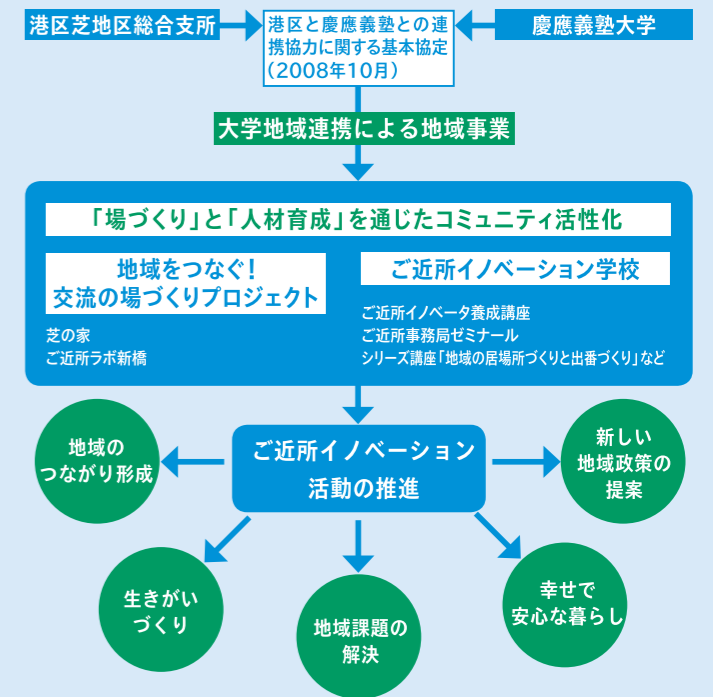 港区芝地区総合支所
港区と慶應義塾との連
携協力に関する基本協定
(2008年10月)
慶應義塾大学
大学地域連携による地域事業
「場づくり」と「人材育成」を通じたコミュニティ活性化
地域をつなぐ!
交流の場づくりプロジェクト
芝の家
ご近所ラボ新橋
ご近所イノベーション学校
ご近所イノベータ養成講座
ご近所事務局ゼミナール
シリーズ講座「地域の居場所づくりと出番づくり」など
ご近所イノベーション
活動の推進
地域の
つながり形成
新しい
地域政策の
提案
生きがい
づくり
地域課題の
解決
幸せで
安心な暮らし